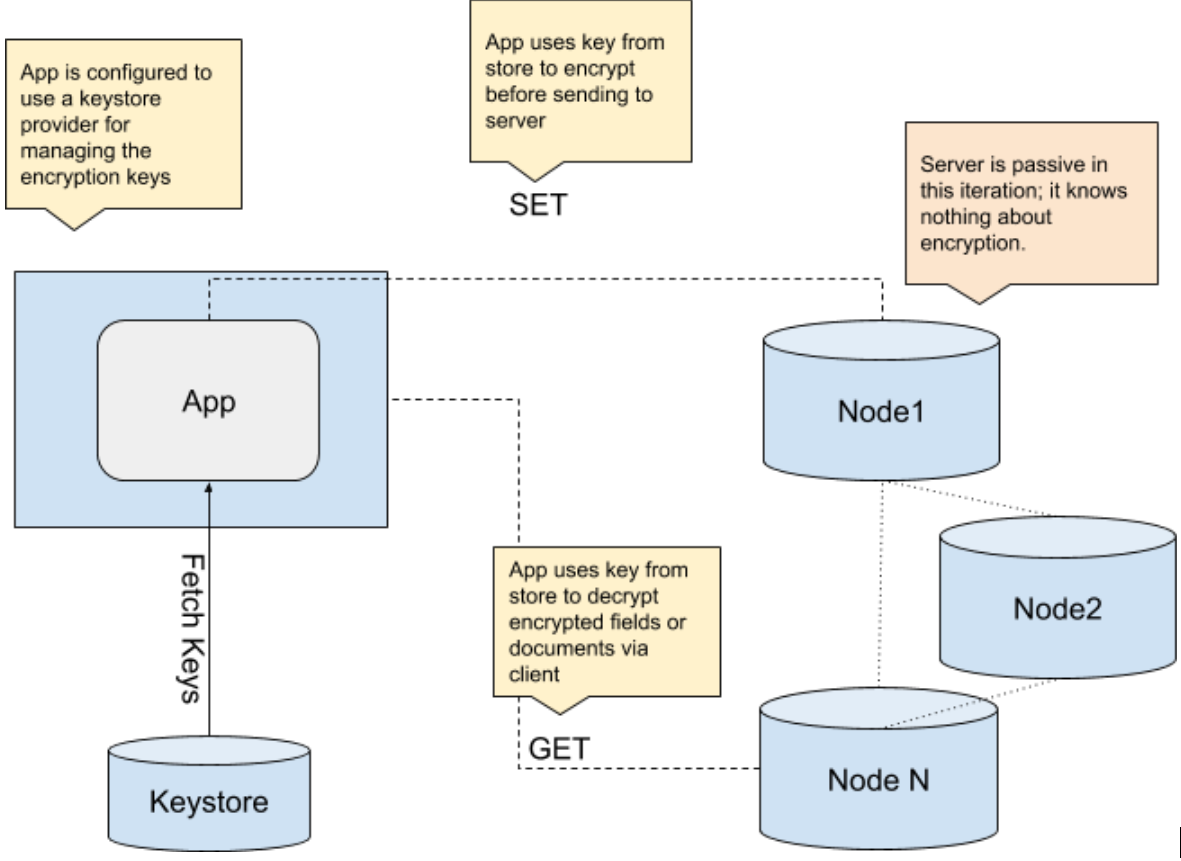 App is configured to
use a keystore
provider for
managing the
encryption keys
App uses key from
store to encrypt
before sending to
server
SET
Server is passive in
this iteration; it knows
nothing about
encryption.
App
Node1
Node2
Fetch Keys
App uses key from
store to decrypt
encrypted fields or
documents via
client
GET
Keystore
Node N